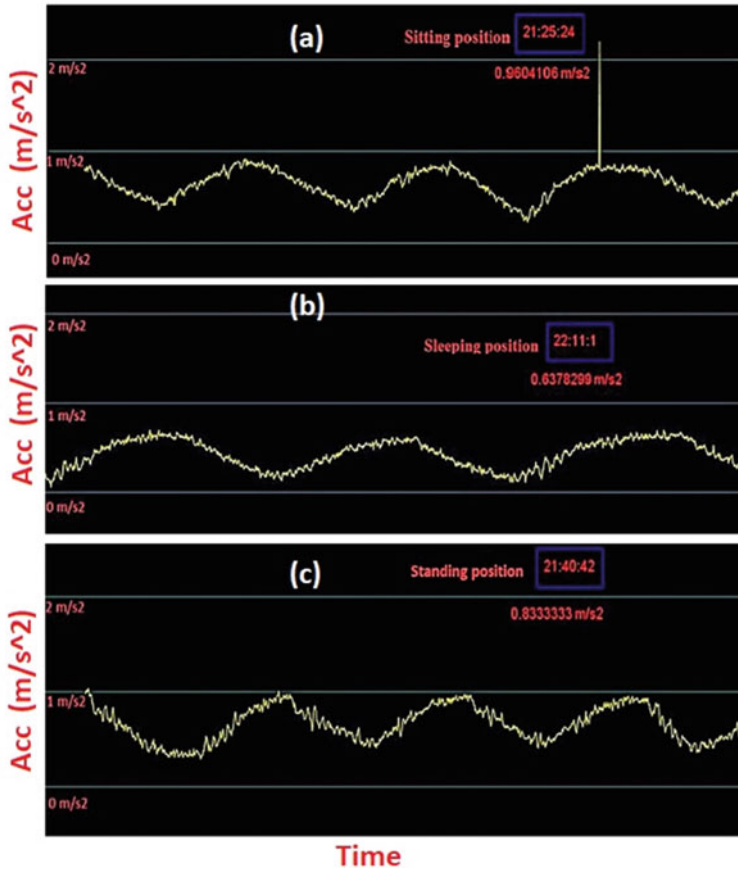 (a)
Sitting position
21:25:24
0.9604106 m/s2
2 m/s2
1 m/s2
0 m/s2
Acc (m/s^2)
(b)
Sleeping position
22:11:1
0.6378299 m/s2
2 m/s2
1 m/s2
0 m/s2
Acc (m/s^2)
(c)
Standing position
21:40:42
0.8333333 m/s2
2 m/s2
1 m/s2
0 m/s2
Acc (m/s^2)
Time